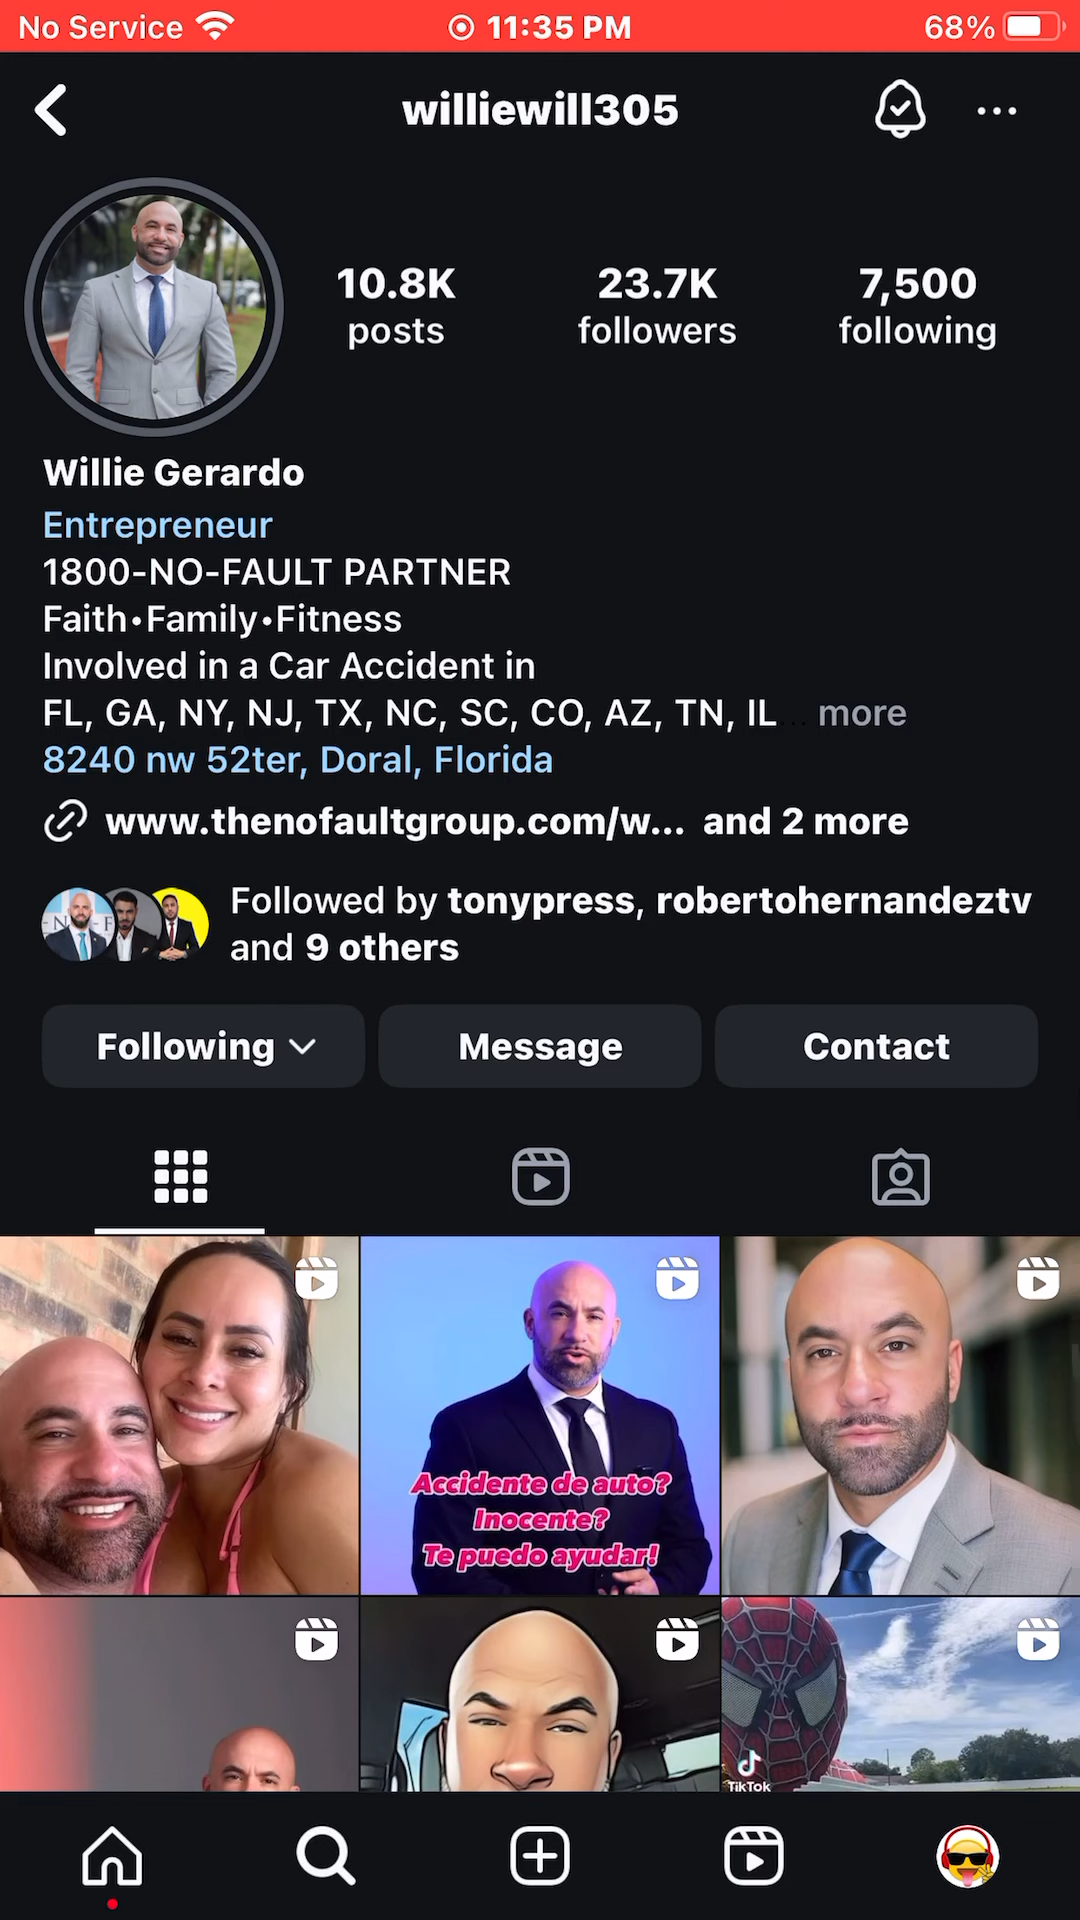 No Service 11:35 PM 68%
williewill305
10.8K 23.7K 7,500
posts followers following
Willie Gerardo
Entrepreneur
1800-NO-FAULT PARTNER
Faith•Family•Fitness
Involved in a Car Accident in
FL, GA, NY, NJ, TX, NC, SC, CO, AZ, TN, IL... more
8240 nw 52ter, Doral, Florida
www.thenofaultgroup.com/w... and 2 more
Followed by tonypress, robertohernandeztv
and 9 others
Following Message Contact
Accidente de auto?
Inocente?
Te puedo ayudar!
TikTok